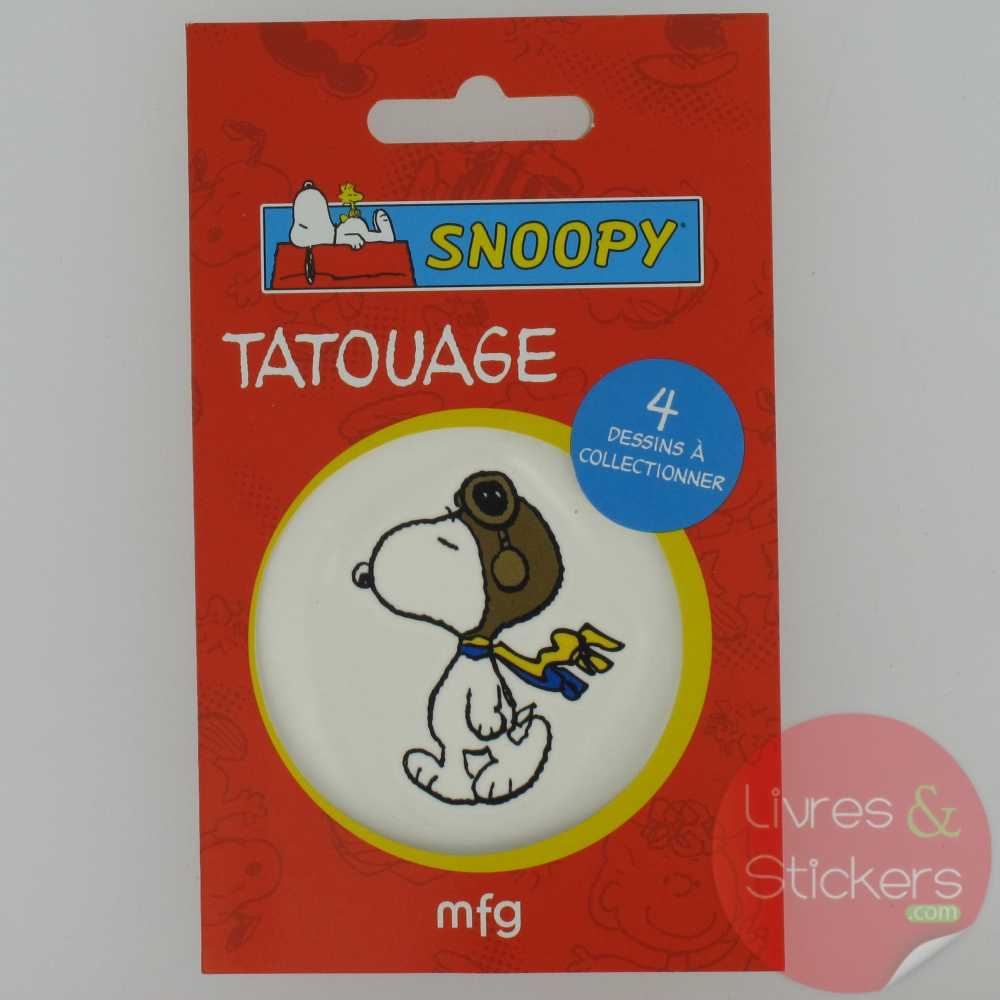 SNOOPY
TATOUAGE
4
DESSINS À
COLLECTIONNER
mfg
Livres &
Stickers
.com